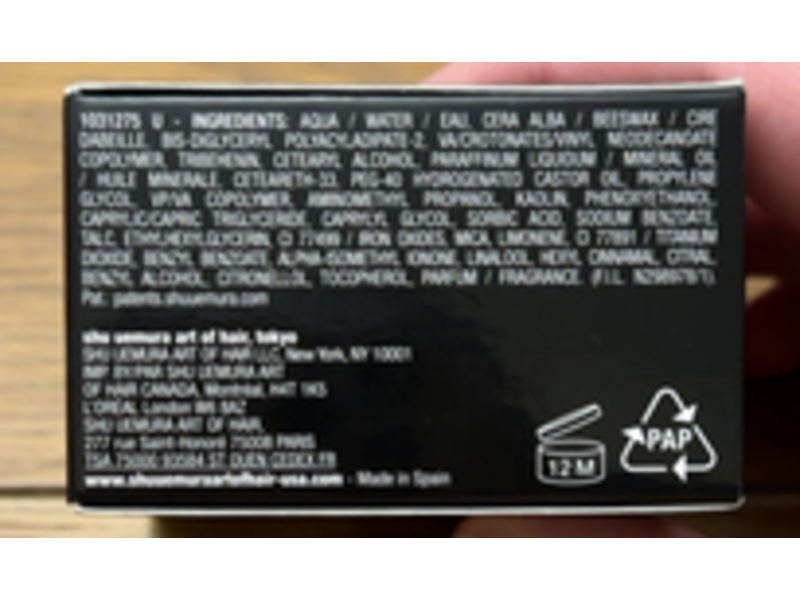 1031275 U - INGREDIENTS: AQUA / WATER / EAU, CERA ALBA / BEESWAX / CIRE
DABEILLE, BIS-DIGLYCERYL POLYACYLADIPATE-2, VA/CROTONATES/VINYL NEODECANOATE
COPOLYMER, TRIBEHENIN, CETEARYL ALCOHOL, PARAFFINUM LIQUIDUM / MINERAL OIL
/ HUILE MINERALE, CETEARETH-33, PEG-40 HYDROGENATED CASTOR OIL, PROPYLENE
GLYCOL, VP/VA COPOLYMER, AMINOMETHYL PROPANOL, KAOLIN, PHENOXYETHANOL,
CAPRYLIC/CAPRIC TRIGLYCERIDE, CAPRYLYL GLYCOL, SORBIC ACID, SODIUM BENZOATE,
TALC, ETHYLHEXYLGLYCERIN, CI 77499 / IRON OXIDES, MICA, LIMONENE, CI 77891 / TITANIUM
DIOXIDE, BENZYL BENZOATE, ALPHA-ISOMETHYL IONONE, LINALOOL, HEXYL CINNAMAL, CITRAL,
BENZYL ALCOHOL, CITRONELLOL, TOCOPHEROL, PARFUM / FRAGRANCE. (F.I.L. N298979/1).
Pat.: patents.shuuemura.com
shu uemura art of hair, tokyo
SHU UEMURA ART OF HAIR LLC, New York, NY 10001
IMP BY/PAR SHU UEMURA ART
OF HAIR CANADA, Montréal, H4T 1K5
L'ORÉAL London W6 8AZ
SHU UEMURA ART OF HAIR,
277 rue Saint-Honoré 75008 PARIS
TSA 75000 93584 ST. OUEN CEDEX FR
www.shuuemuraartofhair-usa.com - Made in Spain
12 M
PAP